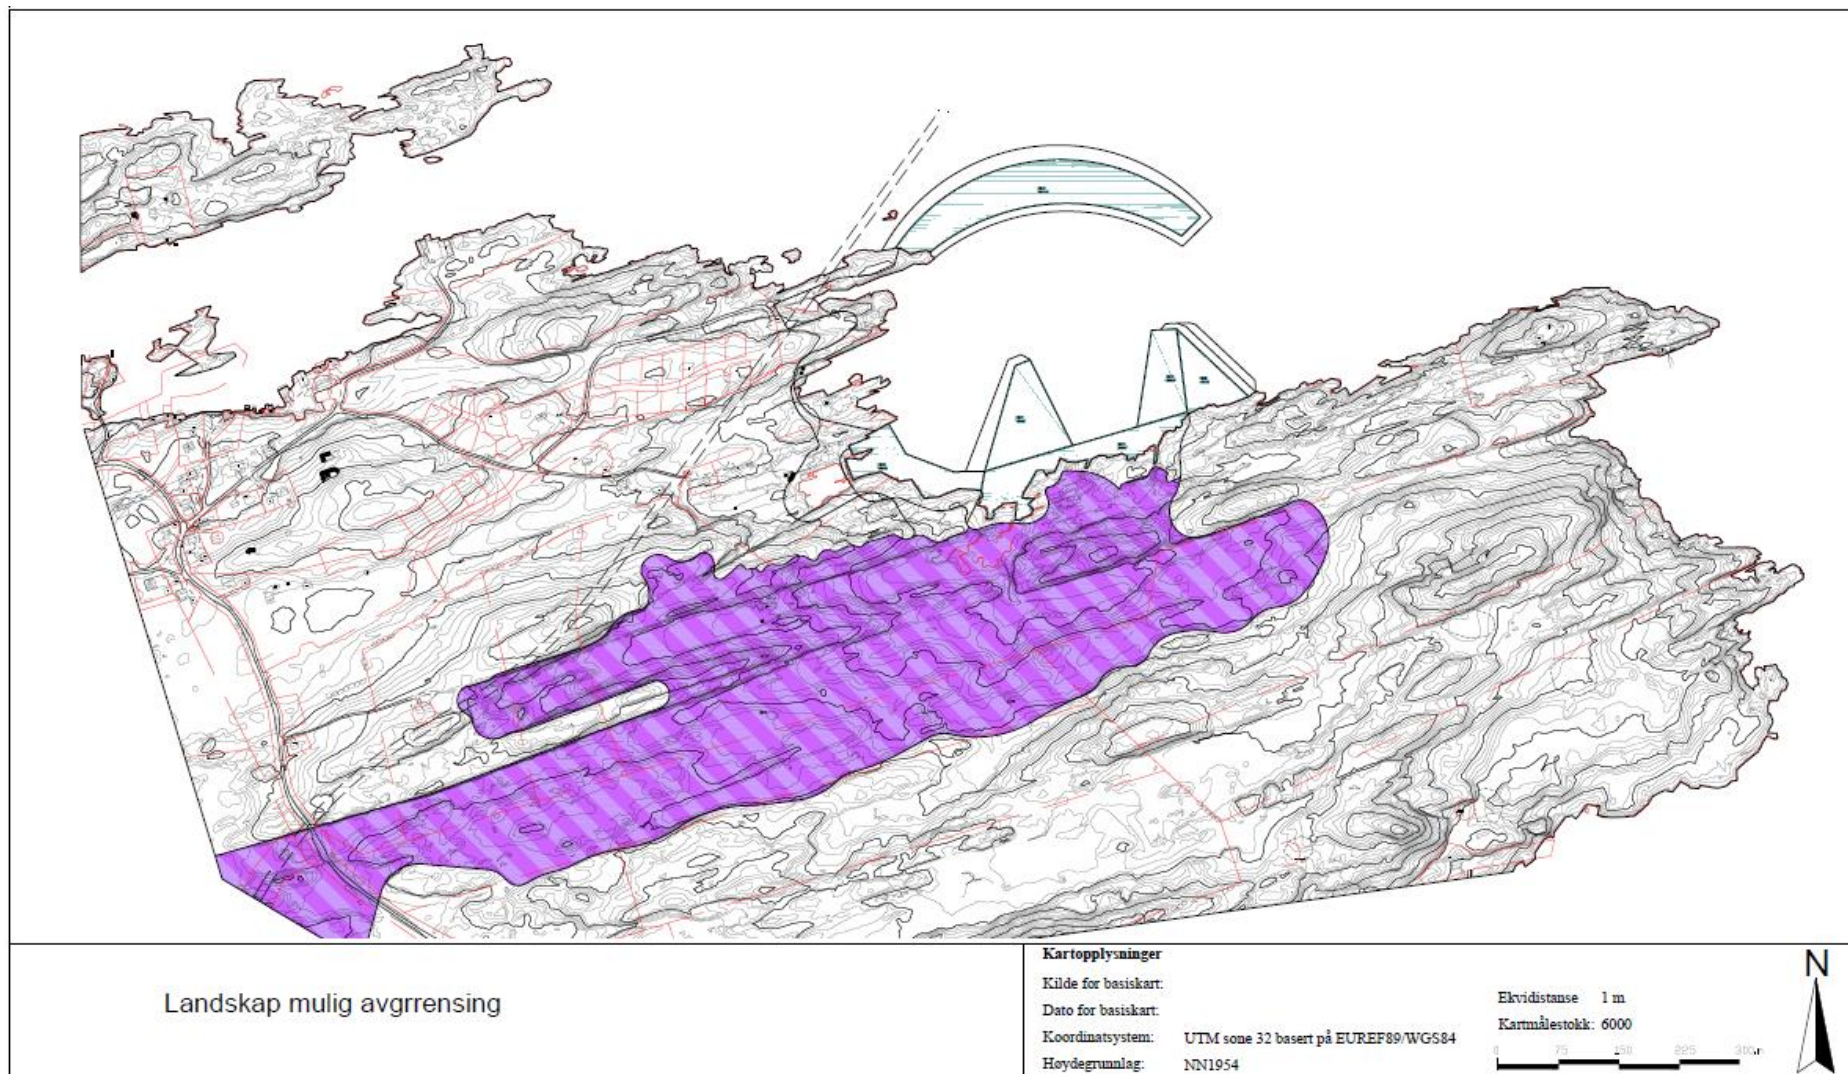 Landskap mulig avgrrensing
Kartopplysninger
Kilde for basiskart:
Dato for basiskart:
Koordinatsystem: UTM sone 32 basert på EUREF89/WGS84
Høydegrunnlag: NN1954
Ekvidistanse 1 m
Kartmålestokk: 6000
0 75 150 225 300m
N